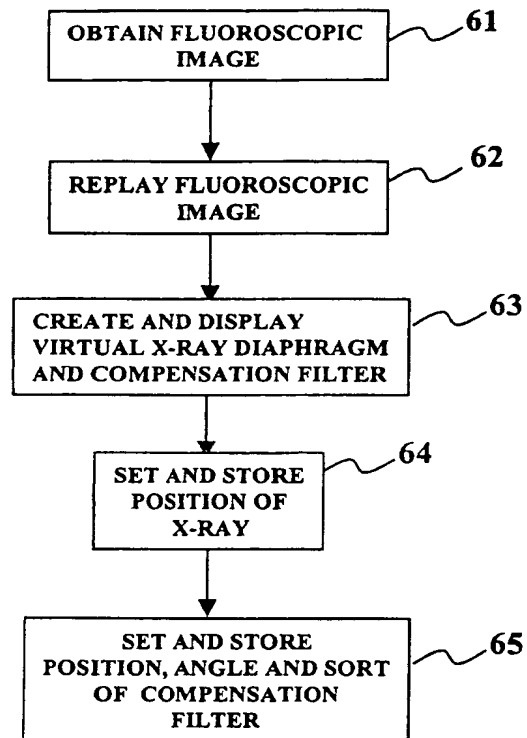 OBTAIN FLUOROSCOPIC
IMAGE
61
REPLAY FLUOROSCOPIC
IMAGE
62
CREATE AND DISPLAY
VIRTUAL X-RAY DIAPHRAGM
AND COMPENSATION FILTER
63
SET AND STORE
POSITION OF
X-RAY
64
SET AND STORE
POSITION, ANGLE AND SORT
OF COMPENSATION
FILTER
65